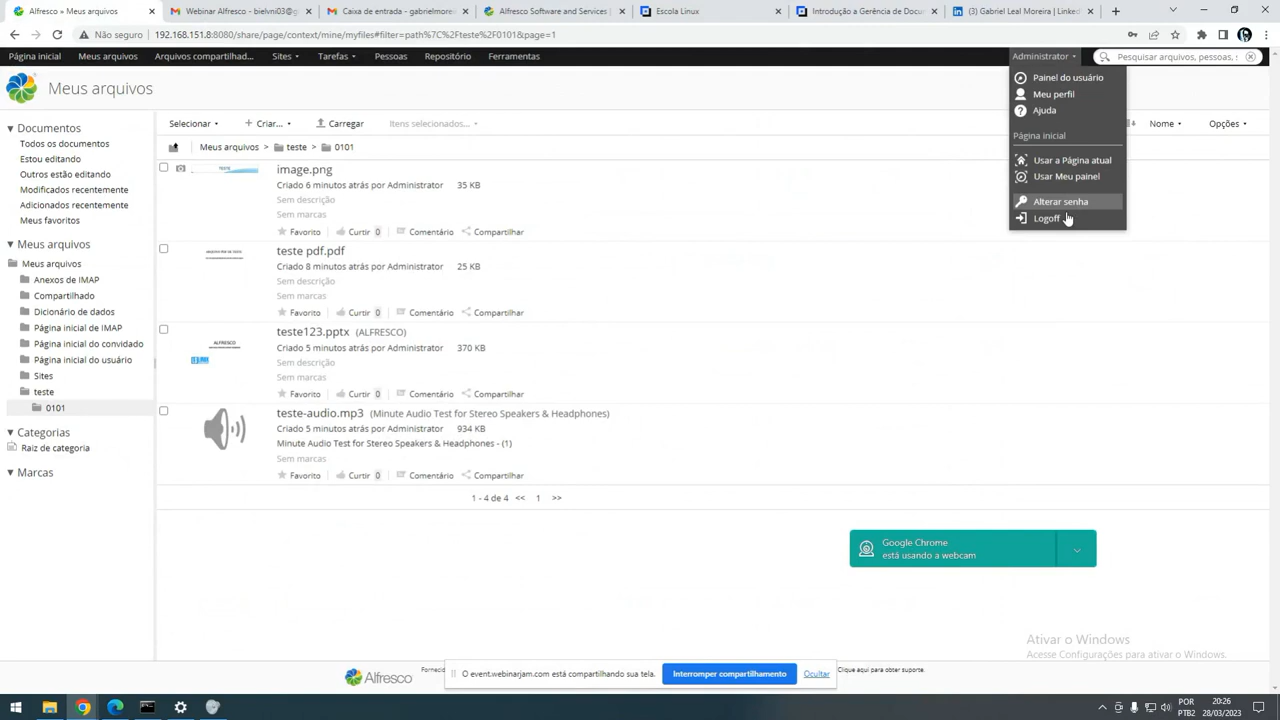 Alfresco » Meus arquivos
Webinar Alfresco - bielvni03@g
Caixa de entrada - gabrielmorei
Alfresco Software and Services |
Escola Linux
Introdução a Gerência de Docu
(4) Gabriel Leal Moreira | Linked
Não seguro
192.168.151.8:8080/share/page/context/mine/myfiles#filter=path%7C%2Fteste%2F0101&page=1
Página inicial
Meus arquivos
Arquivos compartilhad...
Sites
Tarefas
Pessoas
Repositório
Ferramentas
Administrator
Pesquisar arquivos, pessoas, s
Meus arquivos
Painel do usuário
Meu perfil
Ajuda
Página inicial
Usar a Página atual
Usar Meu painel
Alterar senha
Logoff
Selecionar
+ Criar...
Carregar
Itens selecionados...
Nome
Opções
Meus arquivos > teste > 0101
Documentos
Todos os documentos
Estou editando
Outros estão editando
Modificados recentemente
Adicionados recentemente
Meus favoritos
Meus arquivos
Meus arquivos
Anexos de IMAP
Compartilhado
Dicionário de dados
Página inicial de IMAP
Página inicial do convidado
Página inicial do usuário
Sites
teste
0101
Categorias
Raiz de categoria
Marcas
TESTE
image.png
Criado 6 minutos atrás por Administrator 35 KB
Sem descrição
Sem marcas
Favorito Curtir 0 Comentário Compartilhar
teste pdf.pdf
Criado 8 minutos atrás por Administrator 25 KB
Sem descrição
Sem marcas
Favorito Curtir 0 Comentário Compartilhar
ALFRESCO
teste123.pptx (ALFRESCO)
Criado 5 minutos atrás por Administrator 370 KB
Sem descrição
Sem marcas
Favorito Curtir 0 Comentário Compartilhar
teste-audio.mp3 (Minute Audio Test for Stereo Speakers & Headphones)
Criado 5 minutos atrás por Administrator 934 KB
Minute Audio Test for Stereo Speakers & Headphones - (1)
Sem marcas
Favorito Curtir 0 Comentário Compartilhar
1 - 4 de 4 << 1 >>
Google Chrome
está usando a webcam
Ativar o Windows
Acesse Configurações para ativar o Windows.
Alfresco
Fornecid
O event.webinarjam.com está compartilhando sua tela.
Interromper compartilhamento
Ocultar
Clique aqui para obter suporte.
POR
PTB2
20:26
28/03/2023